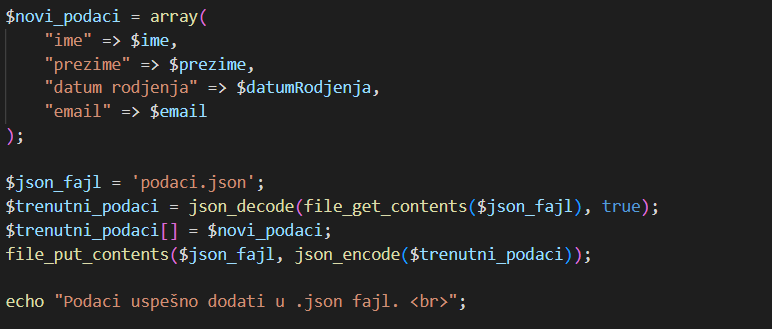 $novi_podaci = array(
    "ime" => $ime,
    "prezime" => $prezime,
    "datum rodjenja" => $datumRodjenja,
    "email" => $email
);

$json_fajl = 'podaci.json';
$trenutni_podaci = json_decode(file_get_contents($json_fajl), true);
$trenutni_podaci[] = $novi_podaci;
file_put_contents($json_fajl, json_encode($trenutni_podaci));

echo "Podaci uspešno dodati u .json fajl. <br>";